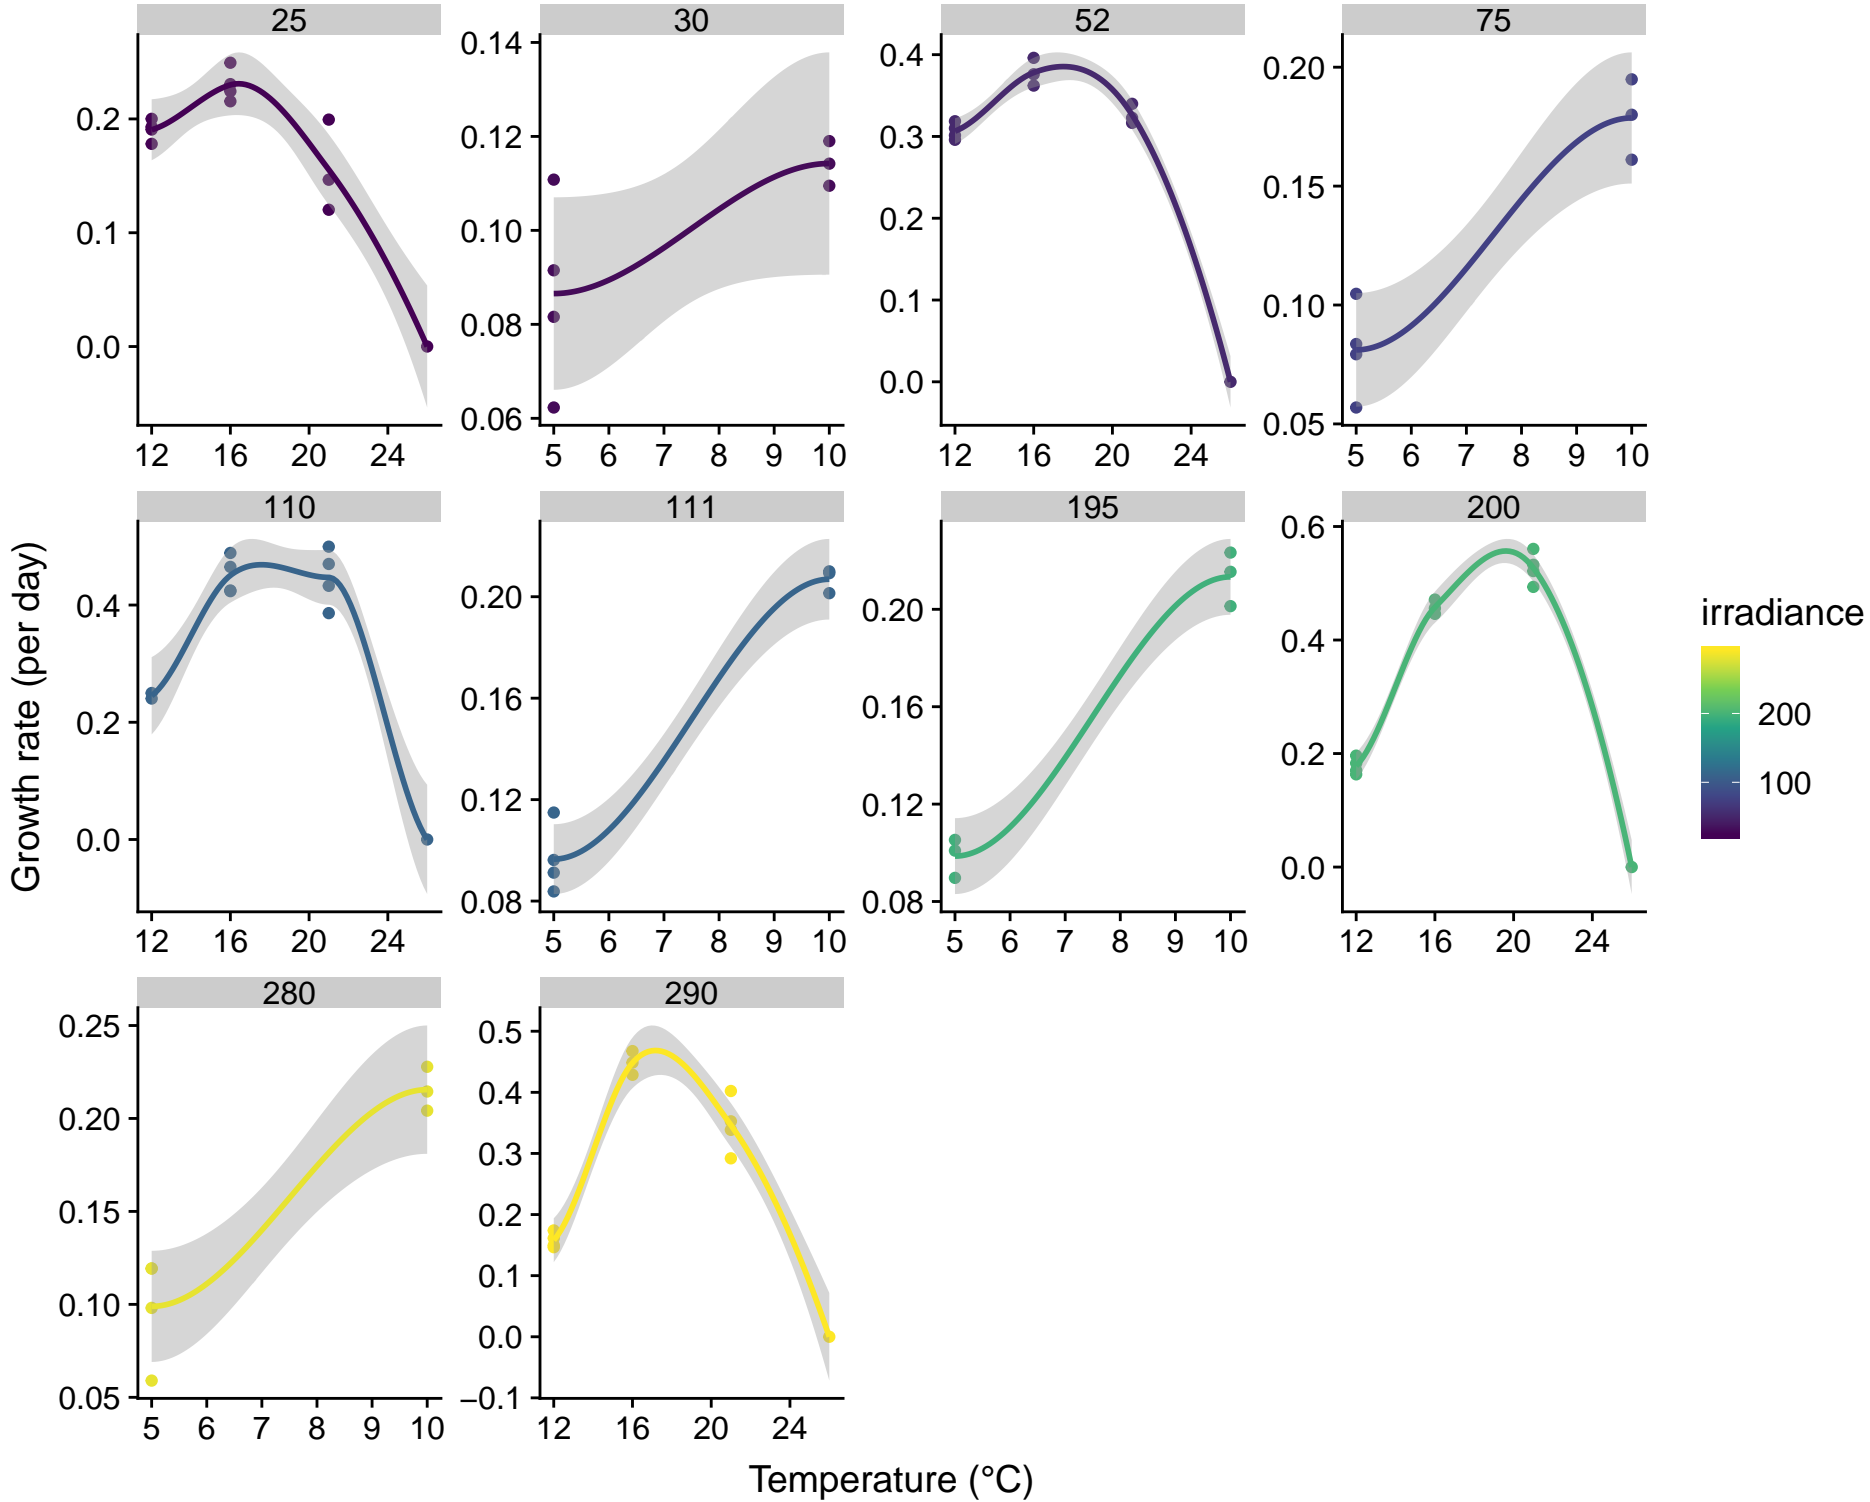 25 30 52 75
0.2 0.1 0.0
12 16 20 24
0.14 0.12 0.10 0.08 0.06
5 6 7 8 9 10
0.4 0.3 0.2 0.1 0.0
12 16 20 24
0.20 0.15 0.10 0.05
5 6 7 8 9 10
110 111 195 200
0.4 0.2 0.0
12 16 20 24
0.20 0.16 0.12 0.08
5 6 7 8 9 10
0.20 0.16 0.12 0.08
5 6 7 8 9 10
0.6 0.4 0.2 0.0
12 16 20 24
280 290
0.25 0.20 0.15 0.10 0.05
5 6 7 8 9 10
0.5 0.4 0.3 0.2 0.1 0.0 −0.1
12 16 20 24
Growth rate (per day)
Temperature (°C)
irradiance
200
100